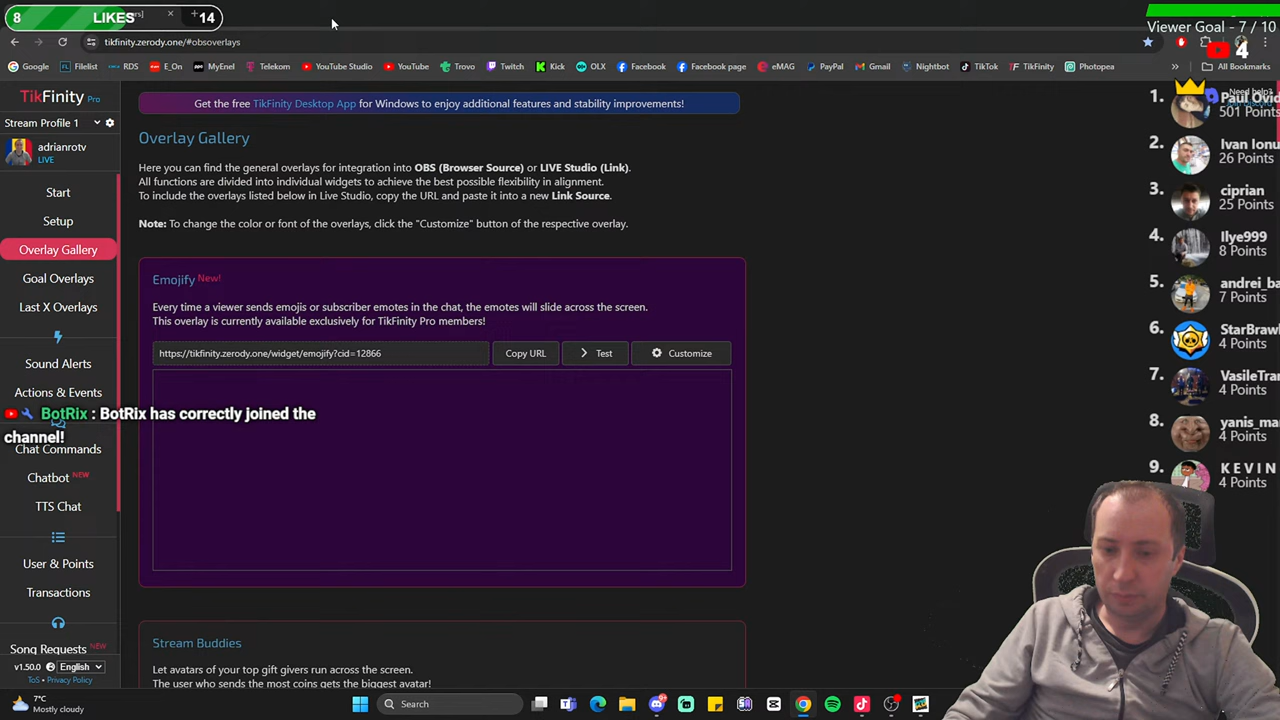 8 LIKES 14
Viewer Goal - 7 / 10
4
tikfinity.zerody.one/#obsoverlays
Google Filelist RDS E_On MyEnel Telekom YouTube Studio YouTube Trovo Twitch Kick OLX Facebook Facebook page eMAG PayPal Gmail Nightbot TikTok TikFinity Photopea » All Bookmarks
TikFinity Pro
Stream Profile 1
adrianrotv
LIVE
Start
Setup
Overlay Gallery
Goal Overlays
Last X Overlays
Sound Alerts
Actions & Events
Chat Commands
Chatbot NEW
TTS Chat
User & Points
Transactions
Song Requests NEW
v1.50.0 English
ToS • Privacy Policy
Get the free TikFinity Desktop App for Windows to enjoy additional features and stability improvements!
Overlay Gallery
Here you can find the general overlays for integration into OBS (Browser Source) or LIVE Studio (Link).
All functions are divided into individual widgets to achieve the best possible flexibility in alignment.
To include the overlays listed below in Live Studio, copy the URL and paste it into a new Link Source.
Note: To change the color or font of the overlays, click the "Customize" button of the respective overlay.
Emojify New!
Every time a viewer sends emojis or subscriber emotes in the chat, the emotes will slide across the screen.
This overlay is currently available exclusively for TikFinity Pro members!
https://tikfinity.zerody.one/widget/emojify?cid=12866 Copy URL Test Customize
BotRix : BotRix has correctly joined the
channel!
Stream Buddies
Let avatars of your top gift givers run across the screen.
The user who sends the most coins gets the biggest avatar!
Need help?
1. Paul Ovid
501 Points
2. Ivan Ionu
26 Points
3. ciprian
25 Points
4. Ilye999
8 Points
5. andrei_ba
7 Points
6. StarBrawl
4 Points
7. VasileTra
4 Points
8. yanis_ma
4 Points
9. K E V I N
4 Points
7°C
Mostly cloudy
Search